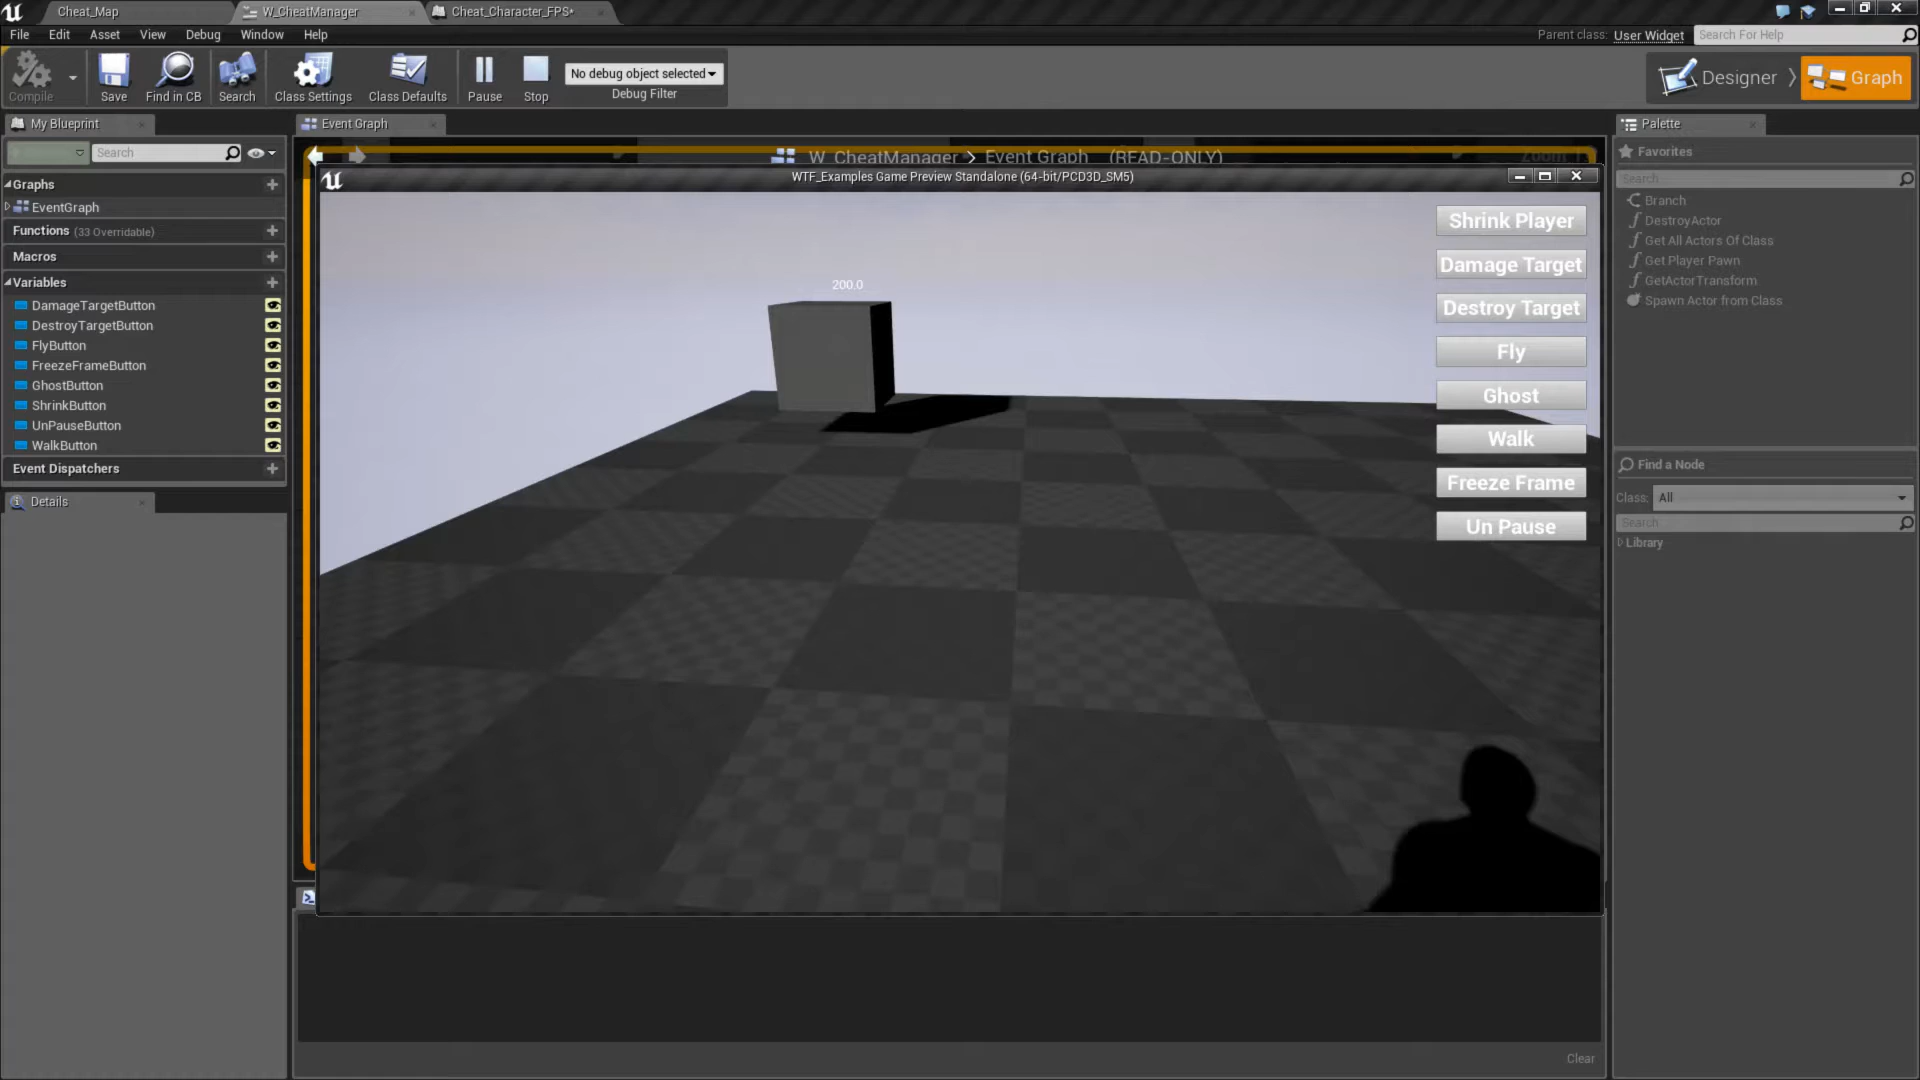 Cheat_Map
W_CheatManager
Cheat_Character_FPS*
File Edit Asset View Debug Window Help
Parent class: User Widget
Search For Help
Compile
Save
Find in CB
Search
Class Settings
Class Defaults
Pause
Stop
No debug object selected
Debug Filter
Designer
Graph
My Blueprint
Search
Graphs
EventGraph
Functions (33 Overridable)
Macros
Variables
DamageTargetButton
DestroyTargetButton
FlyButton
FreezeFrameButton
GhostButton
ShrinkButton
UnPauseButton
WalkButton
Event Dispatchers
Details
Event Graph
W_CheatManager > Event Graph (READ-ONLY)
WTF_Examples Game Preview Standalone (64-bit/PCD3D_SM5)
200.0
Shrink Player
Damage Target
Destroy Target
Fly
Ghost
Walk
Freeze Frame
Un Pause
Clear
Palette
Favorites
Search
Branch
DestroyActor
Get All Actors Of Class
Get Player Pawn
GetActorTransform
Spawn Actor from Class
Find a Node
Class: All
Search
Library